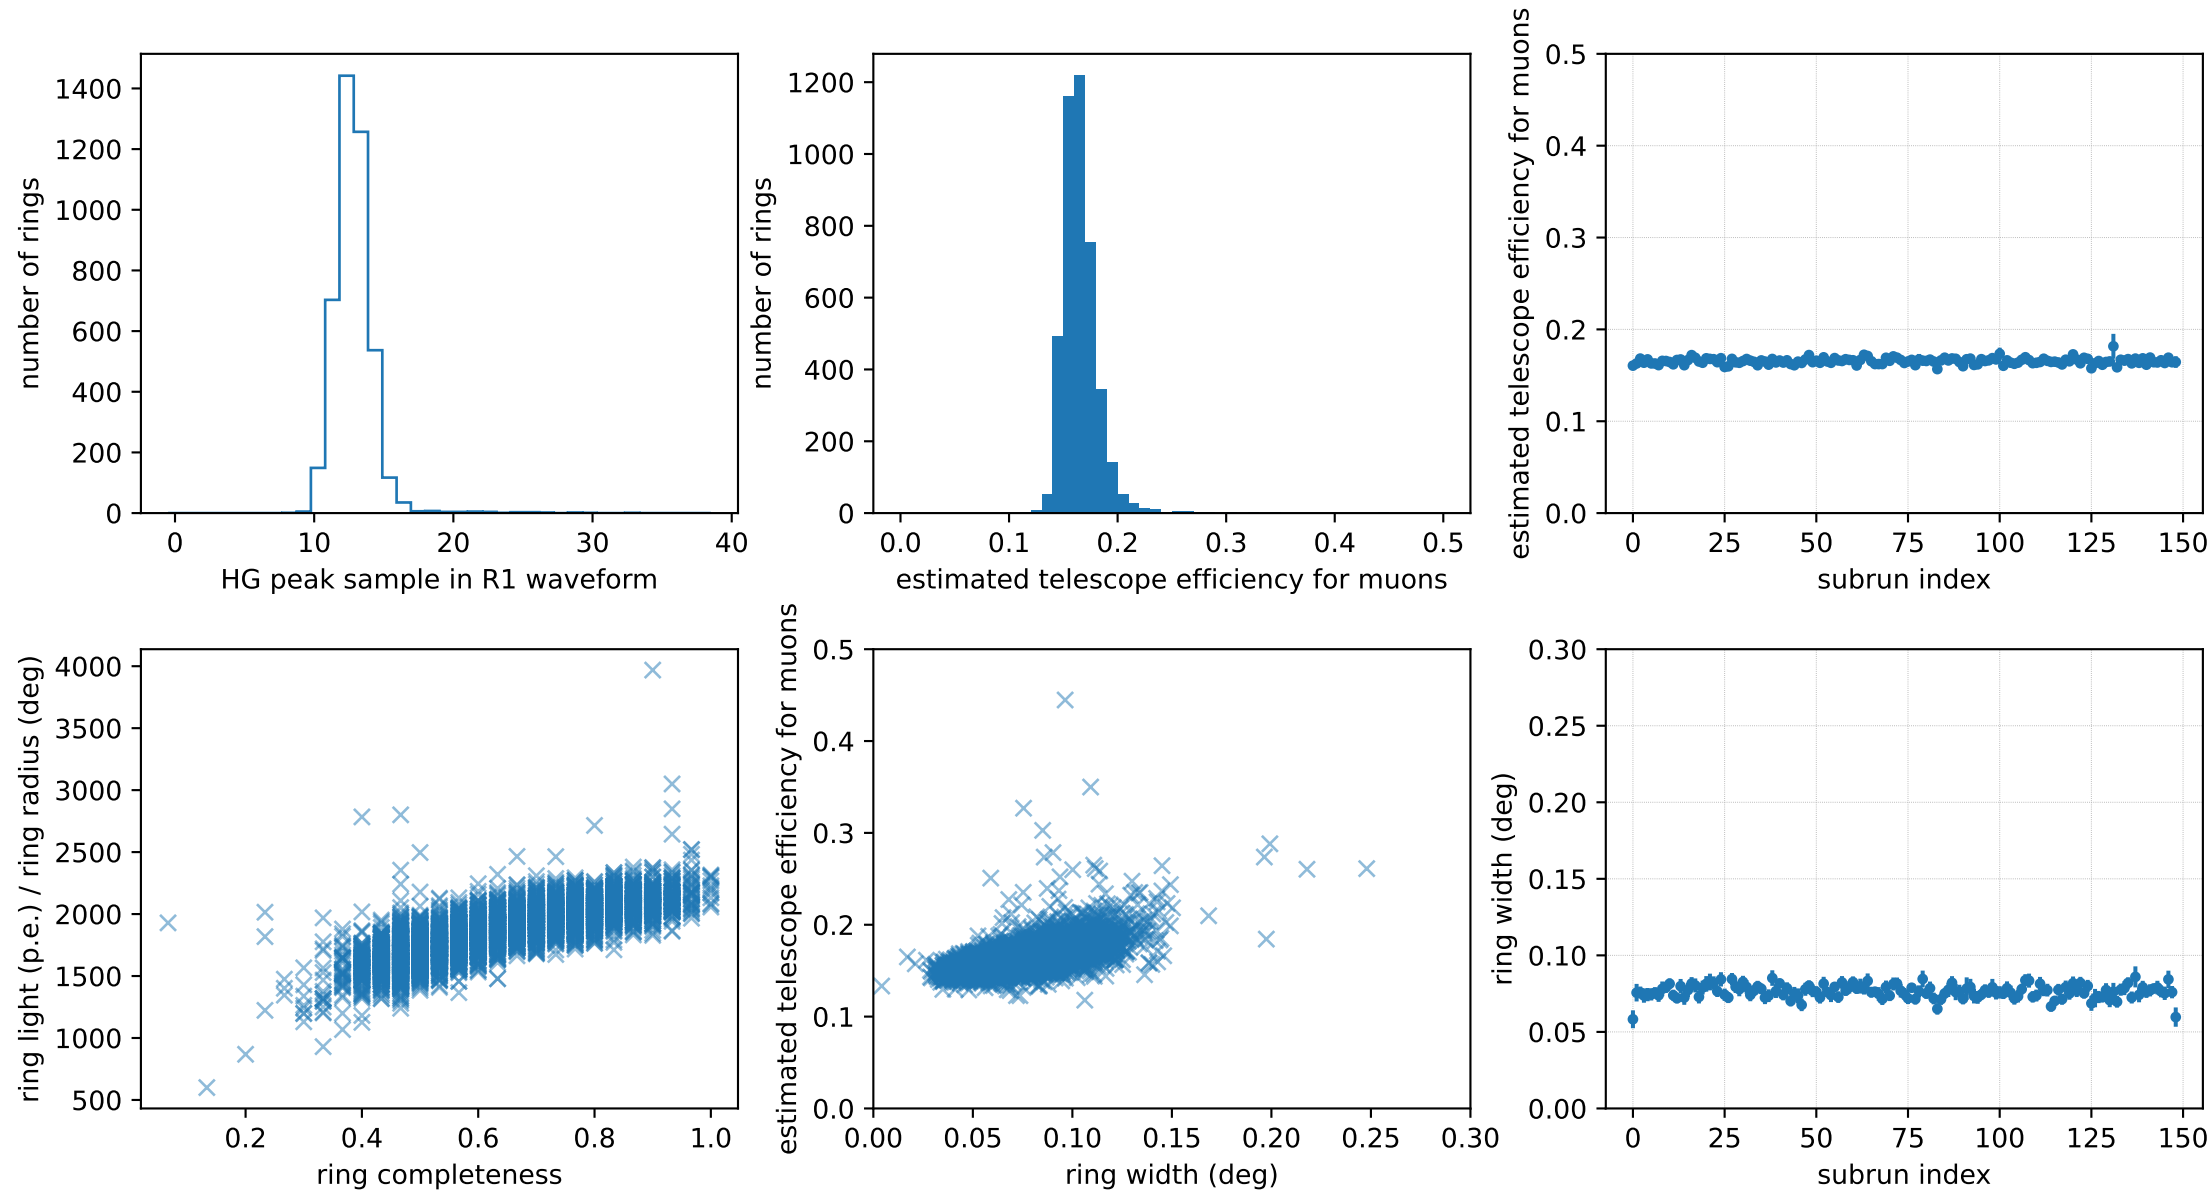 number of rings
1400
1200
1000
800
600
400
200
0
0 10 20 30 40
HG peak sample in R1 waveform
number of rings
1200
1000
800
600
400
200
0
0.0 0.1 0.2 0.3 0.4 0.5
estimated telescope efficiency for muons
estimated telescope efficiency for muons
0.5
0.4
0.3
0.2
0.1
0.0
0 25 50 75 100 125 150
subrun index
ring light (p.e.) / ring radius (deg)
4000
3500
3000
2500
2000
1500
1000
500
0.2 0.4 0.6 0.8 1.0
ring completeness
estimated telescope efficiency for muons
0.5
0.4
0.3
0.2
0.1
0.0
0.00 0.05 0.10 0.15 0.20 0.25 0.30
ring width (deg)
ring width (deg)
0.30
0.25
0.20
0.15
0.10
0.05
0.00
0 25 50 75 100 125 150
subrun index